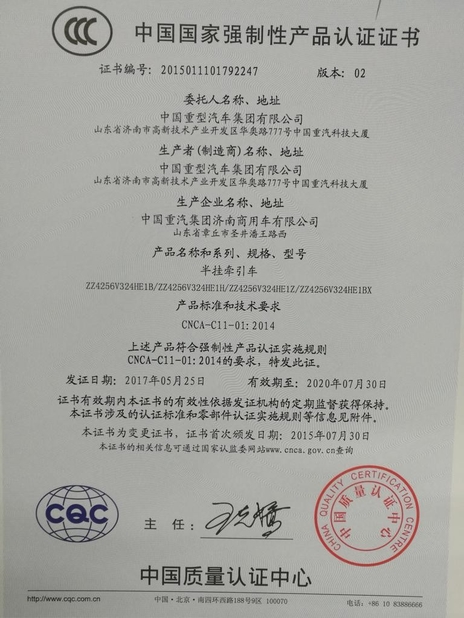 中国国家强制性产品认证证书
证书编号: 2015011101792247 版本: 02
委托人名称、地址
中国重型汽车集团有限公司
山东省济南市高新技术产业开发区华奥路777号中国重汽科技大厦
生产者(制造商)名称、地址
中国重型汽车集团有限公司
山东省济南市高新技术产业开发区华奥路777号中国重汽科技大厦
生产企业名称、地址
中国重汽集团济南商用车有限公司
山东省章丘市圣井潘王路西
产品名称和系列、规格、型号
半挂牵引车
ZZ4256V324HE1B/ZZ4256V324HE1H/ZZ4256V324HE1Z/ZZ4256V324HE1BX
产品标准和技术要求
CNCA-C11-01:2014
上述产品符合强制性产品认证实施规则
CNCA-C11-01:2014的要求，特发此证。
发证日期: 2017年05月25日 有效期至: 2020年07月30日
证书有效期内本证书的有效性依据发证机构的定期监督获得保持。
本证书涉及的认证标准和零部件认证实施规则等信息见附件。
本证书为变更证书，证书首次颁发日期: 2015年07月30日
本证书的相关信息可通过国家认监委网站www.cnca.gov.cn查询
CHINA QUALITY CERTIFICATION CENTRE
中国质量认证中心
CQC
主任:
中国质量认证中心
http://www.cqc.com.cn 中国·北京·南四环西路188号9区 100070 电话: +86 10 83886666